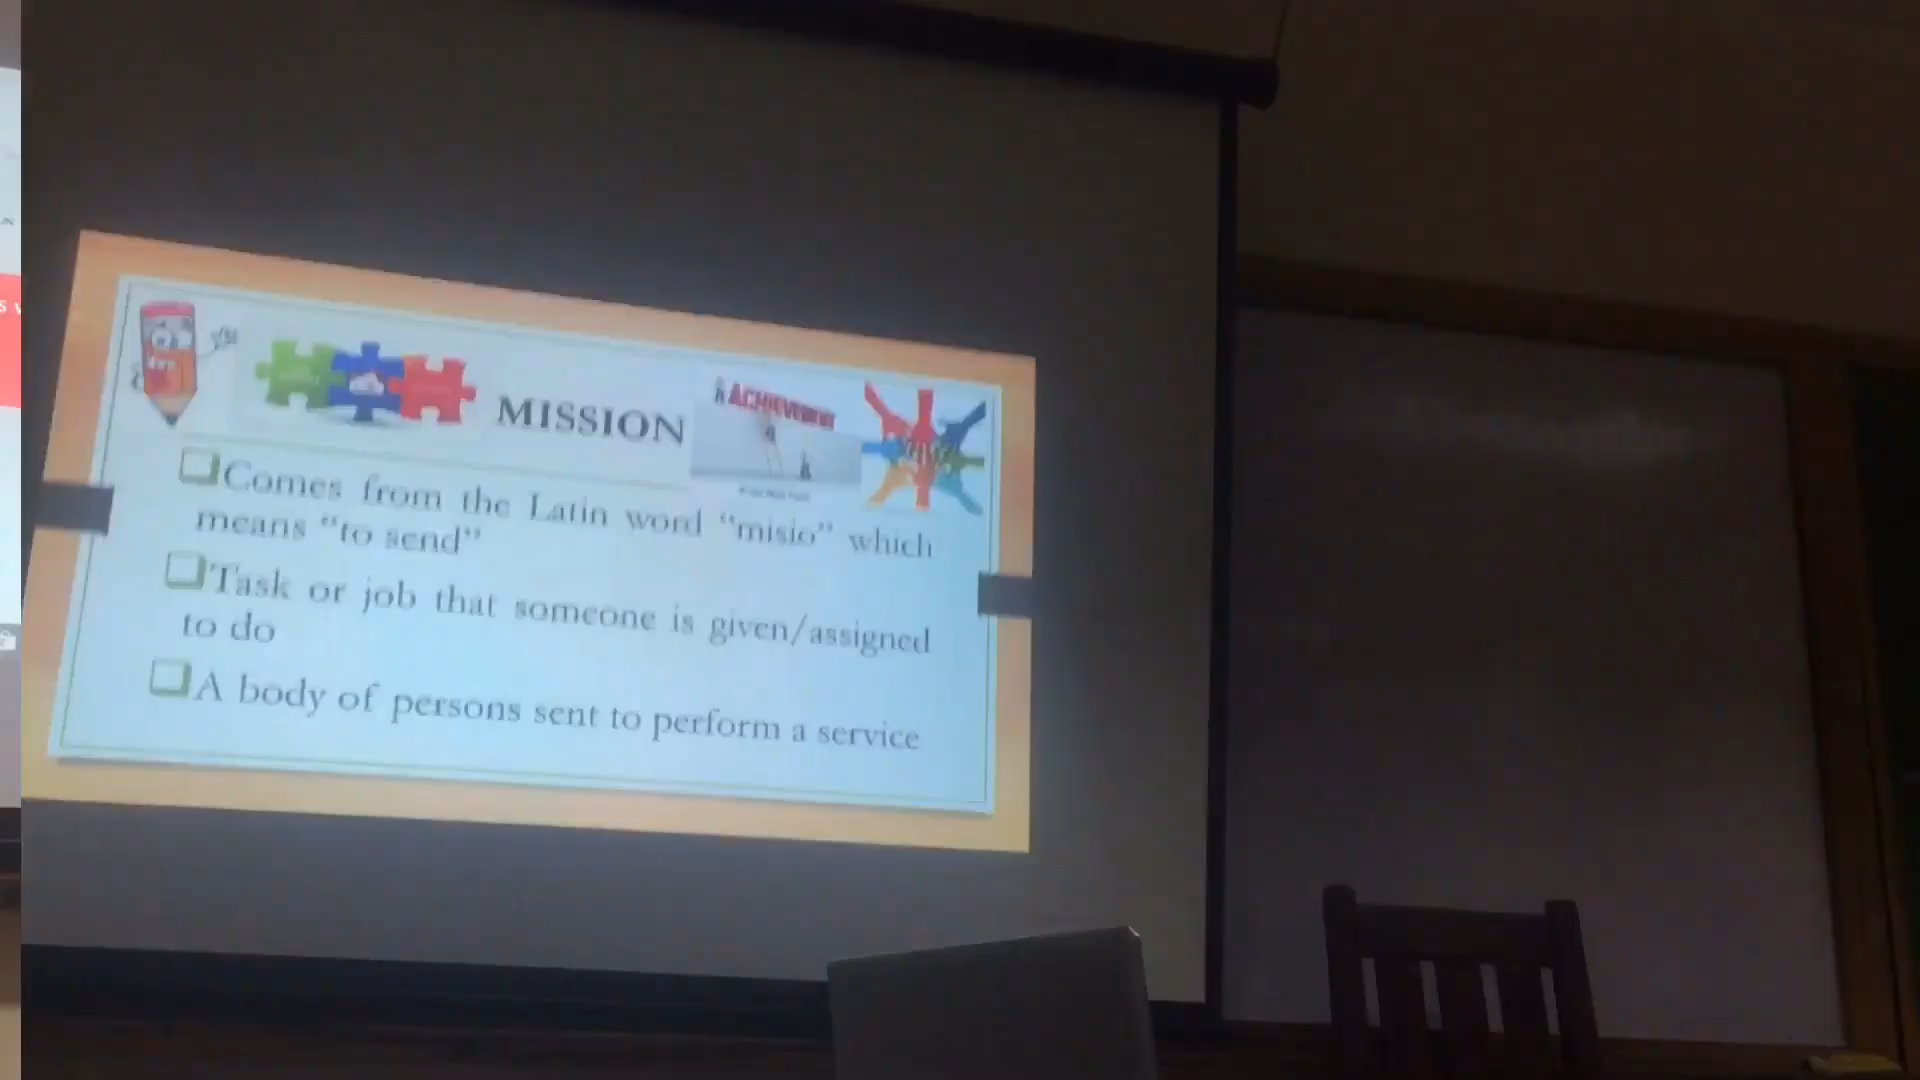 MISSION
ACHIEVEMENT
Comes from the Latin word “misio” which
means “to send”
Task or job that someone is given/assigned
to do
A body of persons sent to perform a service